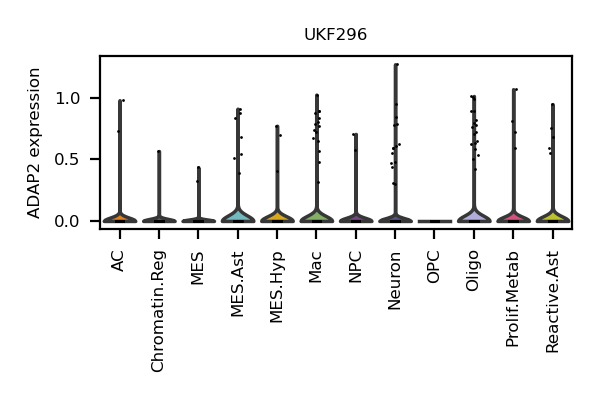 UKF296
ADAP2 expression
1.0
0.5
0.0
AC
Chromatin.Reg
MES
MES.Ast
MES.Hyp
Mac
NPC
Neuron
OPC
Oligo
Prolif.Metab
Reactive.Ast